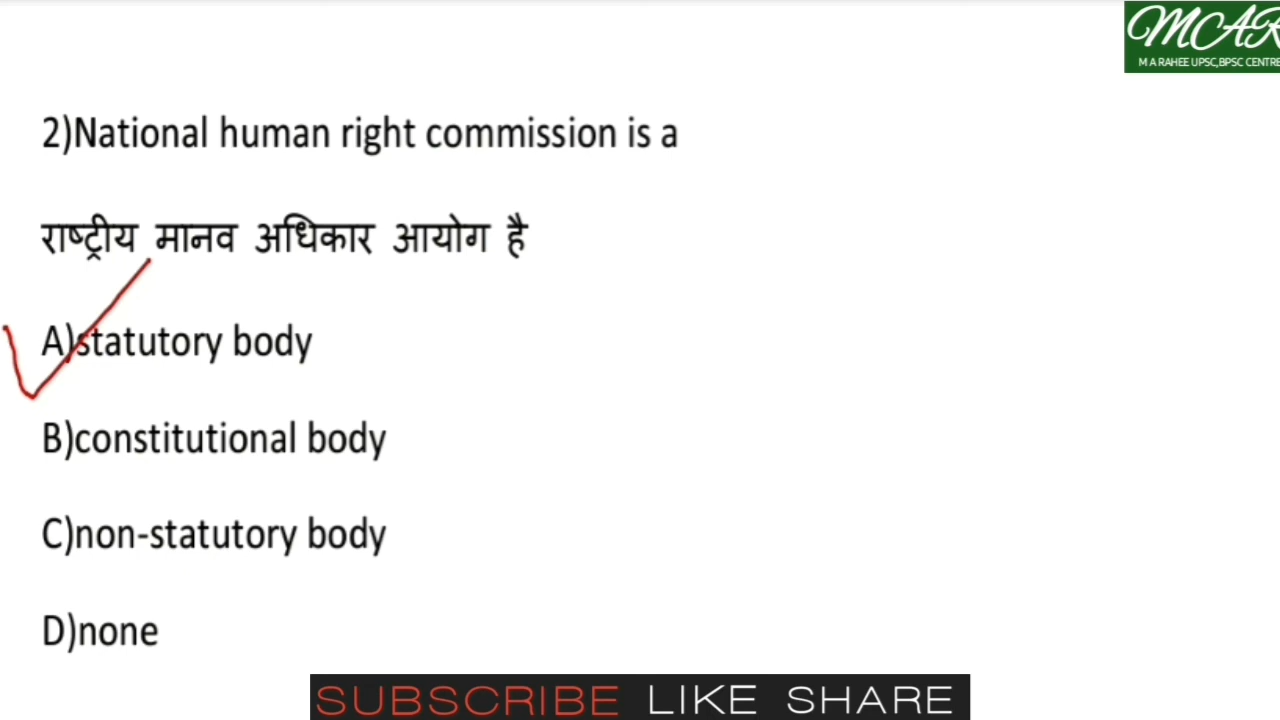 MCAR
M A RAHEE UPSC,BPSC CENTRE
2)National human right commission is a
राष्ट्रीय मानव अधिकार आयोग है
A)statutory body
B)constitutional body
C)non-statutory body
D)none
SUBSCRIBE LIKE SHARE